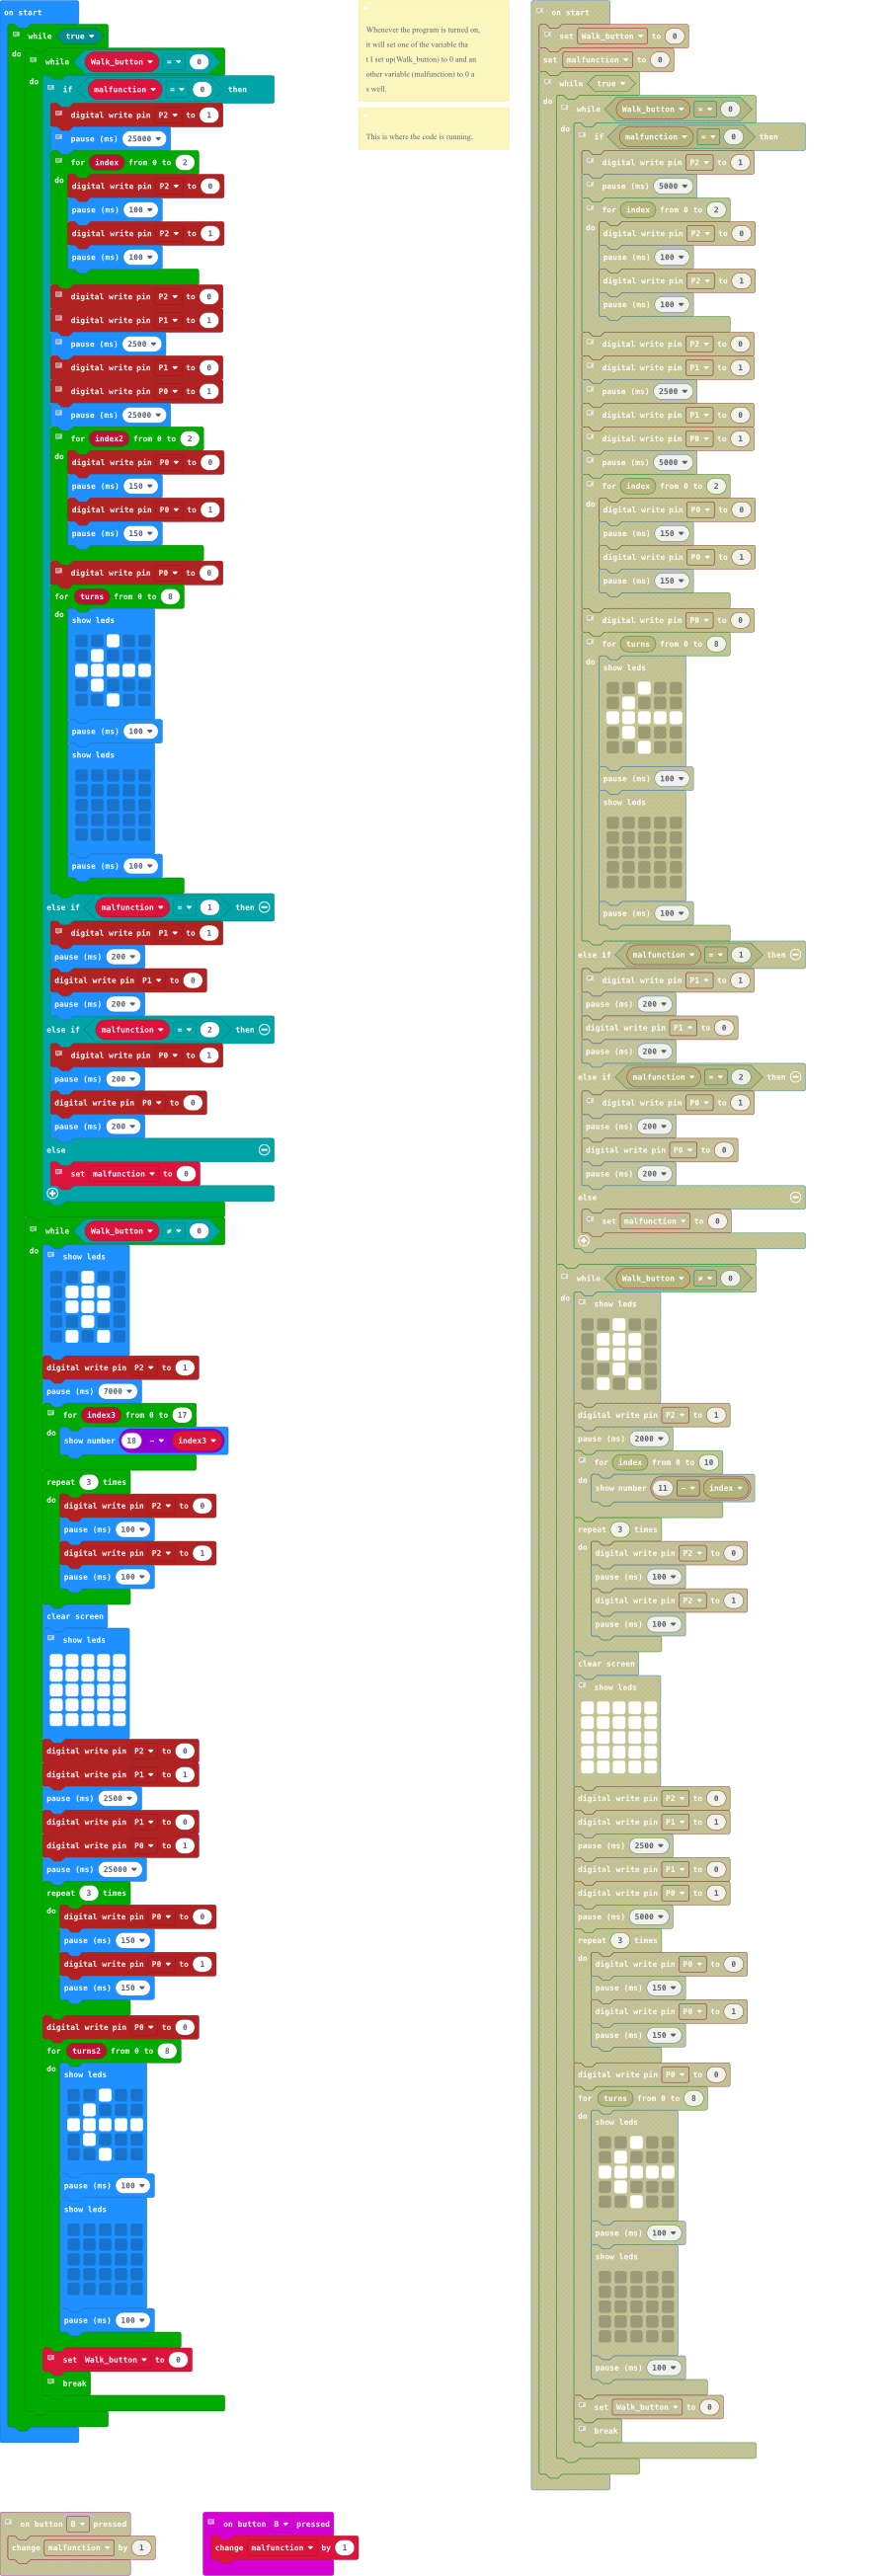 on start
while true
do
while Walk_button = 0
do
if malfunction = 0 then
digital write pin P2 to 1
pause (ms) 25000
for index from 0 to 2
do
digital write pin P2 to 0
pause (ms) 100
digital write pin P2 to 1
pause (ms) 100
digital write pin P2 to 0
digital write pin P1 to 1
pause (ms) 2500
digital write pin P1 to 0
digital write pin P0 to 1
pause (ms) 25000
for index2 from 0 to 2
do
digital write pin P0 to 0
pause (ms) 150
digital write pin P0 to 1
pause (ms) 150
digital write pin P0 to 0
for turns from 0 to 8
do
show leds
pause (ms) 100
show leds
pause (ms) 100
else if malfunction = 1 then
digital write pin P1 to 1
pause (ms) 200
digital write pin P1 to 0
pause (ms) 200
else if malfunction = 2 then
digital write pin P0 to 1
pause (ms) 200
digital write pin P0 to 0
pause (ms) 200
else
set malfunction to 0
while Walk_button ≠ 0
do
show leds
digital write pin P2 to 1
pause (ms) 7000
for index3 from 0 to 17
do
show number 18 - index3
repeat 3 times
do
digital write pin P2 to 0
pause (ms) 100
digital write pin P2 to 1
pause (ms) 100
clear screen
show leds
digital write pin P2 to 0
digital write pin P1 to 1
pause (ms) 2500
digital write pin P1 to 0
digital write pin P0 to 1
pause (ms) 25000
repeat 3 times
do
digital write pin P0 to 0
pause (ms) 150
digital write pin P0 to 1
pause (ms) 150
digital write pin P0 to 0
for turns2 from 0 to 8
do
show leds
pause (ms) 100
show leds
pause (ms) 100
set Walk_button to 0
break
Whenever the program is turned on,
it will set one of the variable tha
t I set up(Walk_button) to 0 and an
other variable (malfunction) to 0 a
s well.
This is where the code is running.
on start
set Walk_button to 0
set malfunction to 0
while true
do
while Walk_button = 0
do
if malfunction = 0 then
digital write pin P2 to 1
pause (ms) 5000
for index from 0 to 2
do
digital write pin P2 to 0
pause (ms) 100
digital write pin P2 to 1
pause (ms) 100
digital write pin P2 to 0
digital write pin P1 to 1
pause (ms) 2500
digital write pin P1 to 0
digital write pin P0 to 1
pause (ms) 5000
for index from 0 to 2
do
digital write pin P0 to 0
pause (ms) 150
digital write pin P0 to 1
pause (ms) 150
digital write pin P0 to 0
for turns from 0 to 8
do
show leds
pause (ms) 100
show leds
pause (ms) 100
else if malfunction = 1 then
digital write pin P1 to 1
pause (ms) 200
digital write pin P1 to 0
pause (ms) 200
else if malfunction = 2 then
digital write pin P0 to 1
pause (ms) 200
digital write pin P0 to 0
pause (ms) 200
else
set malfunction to 0
while Walk_button ≠ 0
do
show leds
digital write pin P2 to 1
pause (ms) 2000
for index from 0 to 10
do
show number 11 - index
repeat 3 times
do
digital write pin P2 to 0
pause (ms) 100
digital write pin P2 to 1
pause (ms) 100
clear screen
show leds
digital write pin P2 to 0
digital write pin P1 to 1
pause (ms) 2500
digital write pin P1 to 0
digital write pin P0 to 1
pause (ms) 5000
repeat 3 times
do
digital write pin P0 to 0
pause (ms) 150
digital write pin P0 to 1
pause (ms) 150
digital write pin P0 to 0
for turns from 0 to 8
do
show leds
pause (ms) 100
show leds
pause (ms) 100
set Walk_button to 0
break
on button B pressed
change malfunction by 1
on button B pressed
change malfunction by 1